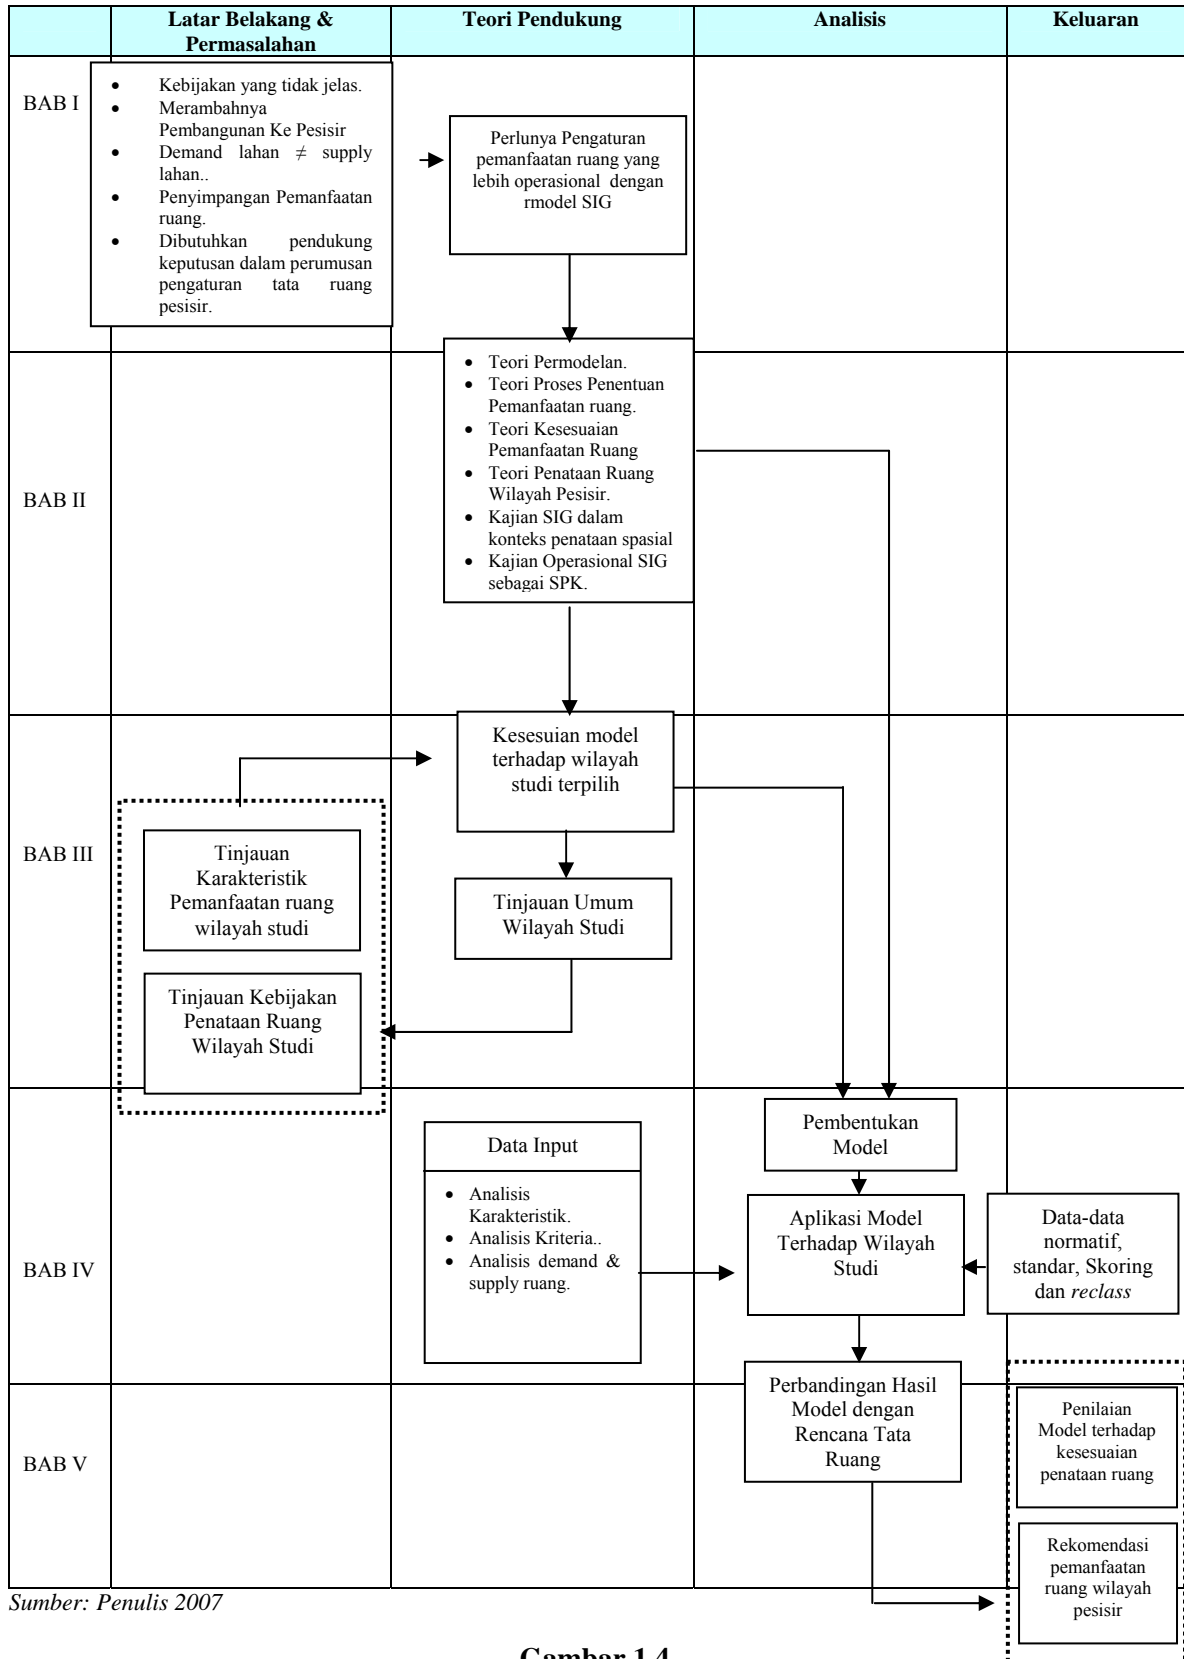 Latar Belakang &
Permasalahan
Teori Pendukung
Analisis
Keluaran
BAB I
• Kebijakan yang tidak jelas.
• Merambahnya
Pembangunan Ke Pesisir
• Demand lahan ≠ supply
lahan..
• Penyimpangan Pemanfaatan
ruang.
• Dibutuhkan pendukung
keputusan dalam perumusan
pengaturan tata ruang
pesisir.
Perlunya Pengaturan
pemanfaatan ruang yang
lebih operasional dengan
rmodel SIG
BAB II
• Teori Permodelan.
• Teori Proses Penentuan
Pemanfaatan ruang.
• Teori Kesesuaian
Pemanfaatan Ruang
• Teori Penataan Ruang
Wilayah Pesisir.
• Kajian SIG dalam
konteks penataan spasial
• Kajian Operasional SIG
sebagai SPK.
BAB III
Kesesuian model
terhadap wilayah
studi terpilih
Tinjauan
Karakteristik
Pemanfaatan ruang
wilayah studi
Tinjauan Umum
Wilayah Studi
Tinjauan Kebijakan
Penataan Ruang
Wilayah Studi
BAB IV
Data Input
• Analisis
Karakteristik.
• Analisis Kriteria..
• Analisis demand &
supply ruang.
Pembentukan
Model
Aplikasi Model
Terhadap Wilayah
Studi
Data-data
normatif,
standar, Skoring
dan reclass
BAB V
Perbandingan Hasil
Model dengan
Rencana Tata
Ruang
Penilaian
Model terhadap
kesesuaian
penataan ruang
Rekomendasi
pemanfaatan
ruang wilayah
pesisir
Sumber: Penulis 2007
Gambar 1.4